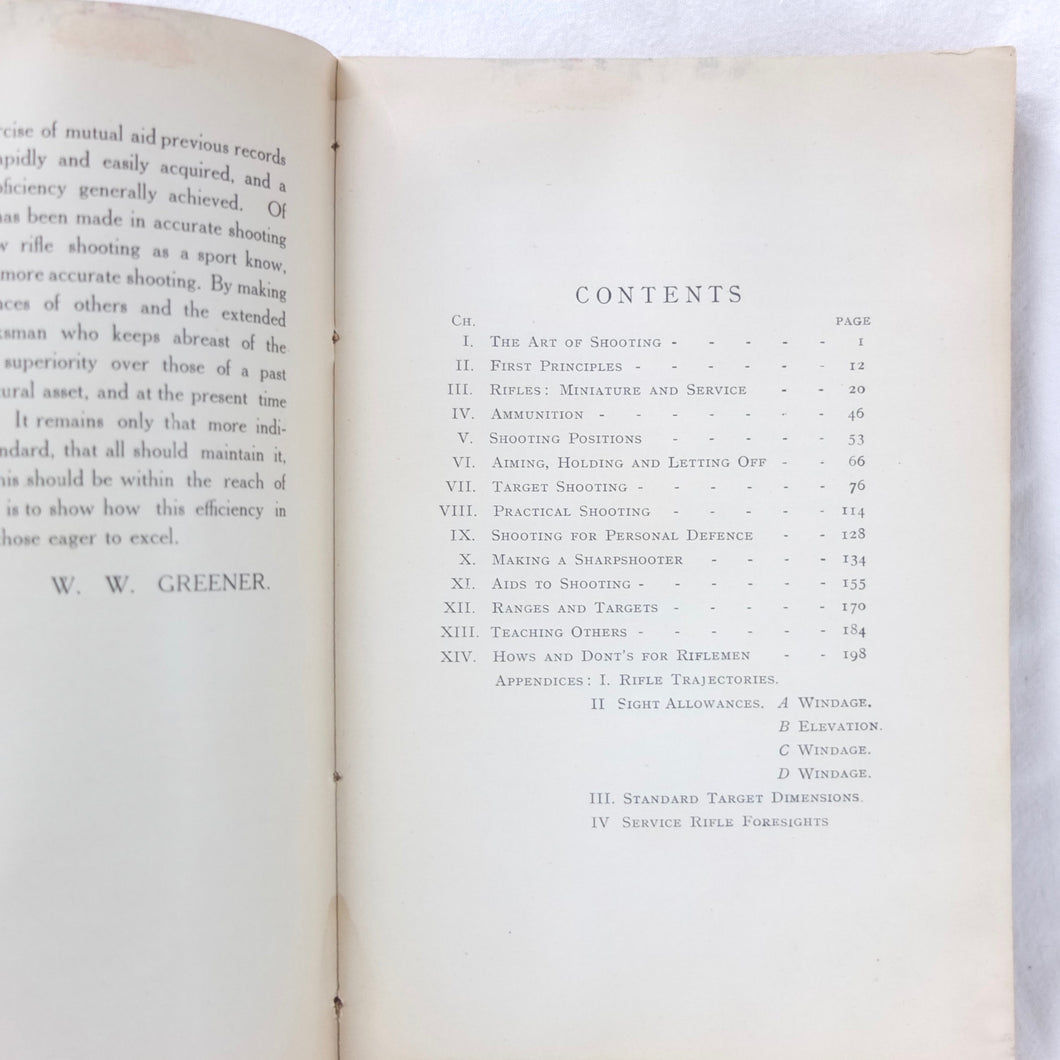 cise of mutual aid previous records
apidly and easily acquired, and a
ficiency generally achieved. Of
has been made in accurate shooting
rifle shooting as a sport know,
more accurate shooting. By making
nces of others and the extended
ksman who keeps abreast of the
superiority over those of a past
ural asset, and at the present time
It remains only that more indi-
ndard, that all should maintain it,
his should be within the reach of
is to show how this efficiency in
those eager to excel.
W. W. GREENER.
CONTENTS
CH. PAGE
I. THE ART OF SHOOTING - - - - - 1
II. FIRST PRINCIPLES - - - - - - 12
III. RIFLES: MINIATURE AND SERVICE - - 20
IV. AMMUNITION - - - - - - - 46
V. SHOOTING POSITIONS - - - - - 53
VI. AIMING, HOLDING AND LETTING OFF - - 66
VII. TARGET SHOOTING - - - - - - 76
VIII. PRACTICAL SHOOTING - - - - - 114
IX. SHOOTING FOR PERSONAL DEFENCE - - 128
X. MAKING A SHARPSHOOTER - - - - 134
XI. AIDS TO SHOOTING - - - - - - 155
XII. RANGES AND TARGETS - - - - - 170
XIII. TEACHING OTHERS - - - - - - 184
XIV. HOWS AND DONT'S FOR RIFLEMEN - - 198
APPENDICES: I. RIFLE TRAJECTORIES.
II SIGHT ALLOWANCES. A WINDAGE.
B ELEVATION.
C WINDAGE.
D WINDAGE.
III. STANDARD TARGET DIMENSIONS.
IV SERVICE RIFLE FORESIGHTS